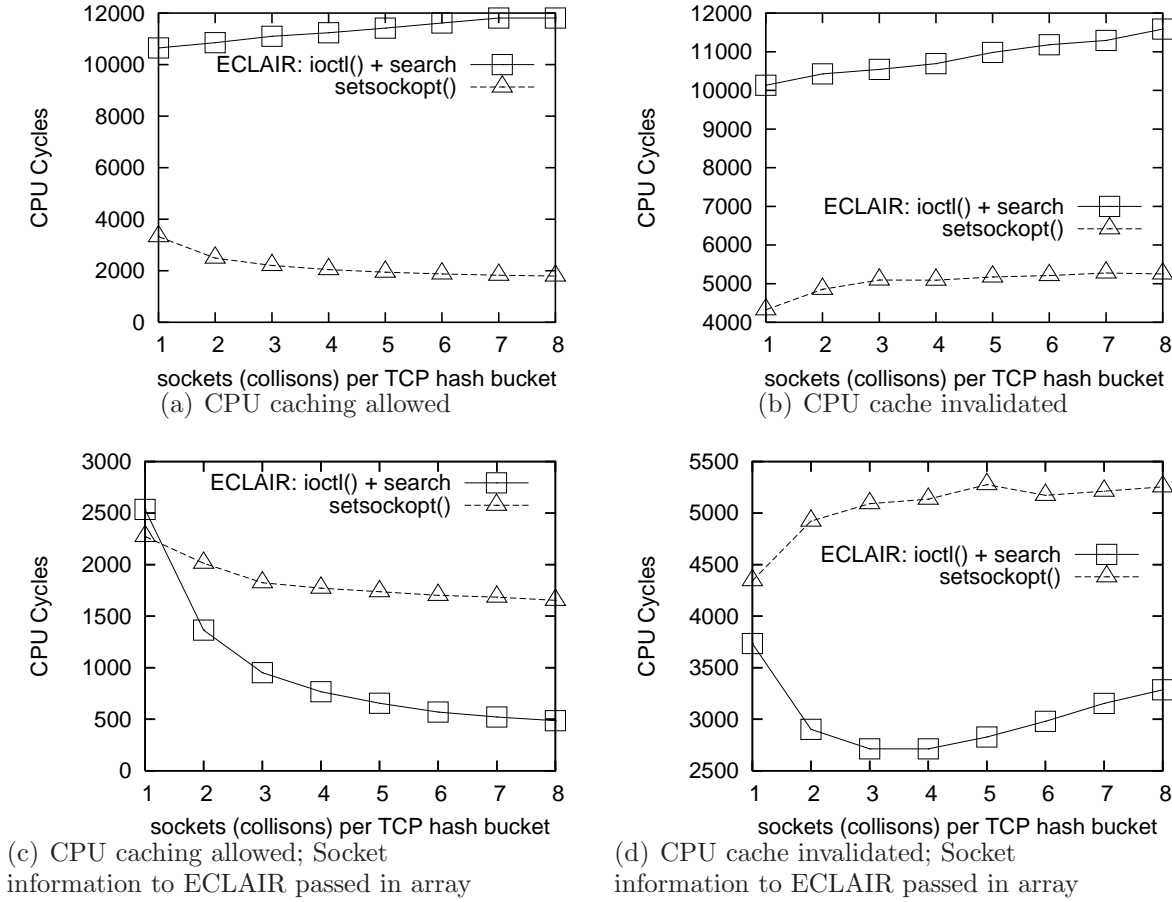 12000
10000
8000
6000
4000
2000
0
CPU Cycles
ECLAIR: ioctl() + search
setsockopt()
1 2 3 4 5 6 7 8
sockets (collisons) per TCP hash bucket
(a) CPU caching allowed
12000
11000
10000
9000
8000
7000
6000
5000
4000
CPU Cycles
ECLAIR: ioctl() + search
setsockopt()
1 2 3 4 5 6 7 8
sockets (collisons) per TCP hash bucket
(b) CPU cache invalidated
3000
2500
2000
1500
1000
500
0
CPU Cycles
ECLAIR: ioctl() + search
setsockopt()
1 2 3 4 5 6 7 8
sockets (collisons) per TCP hash bucket
(c) CPU caching allowed; Socket
information to ECLAIR passed in array
5500
5000
4500
4000
3500
3000
2500
CPU Cycles
ECLAIR: ioctl() + search
setsockopt()
1 2 3 4 5 6 7 8
sockets (collisons) per TCP hash bucket
(d) CPU cache invalidated; Socket
information to ECLAIR passed in array